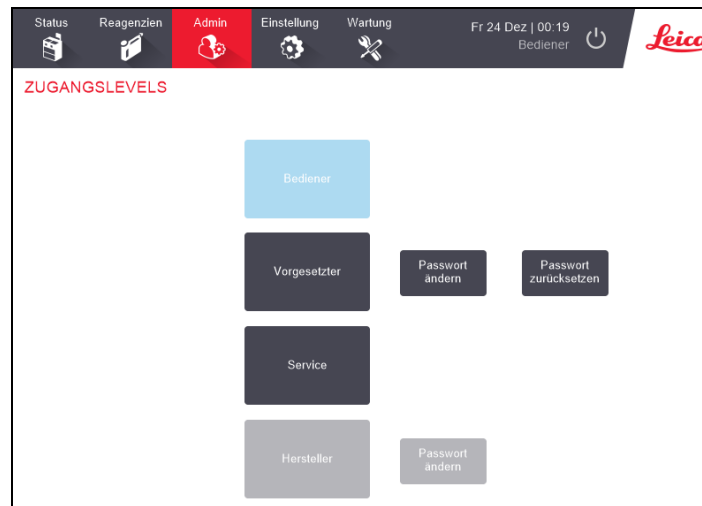 Status Reagenzien Admin Einstellung Wartung
Fr 24 Dez | 00:19
Bediener
Leica
ZUGANGSLEVELS
Bediener
Vorgesetzter
Passwort
ändern
Passwort
zurücksetzen
Service
Hersteller
Passwort
ändern